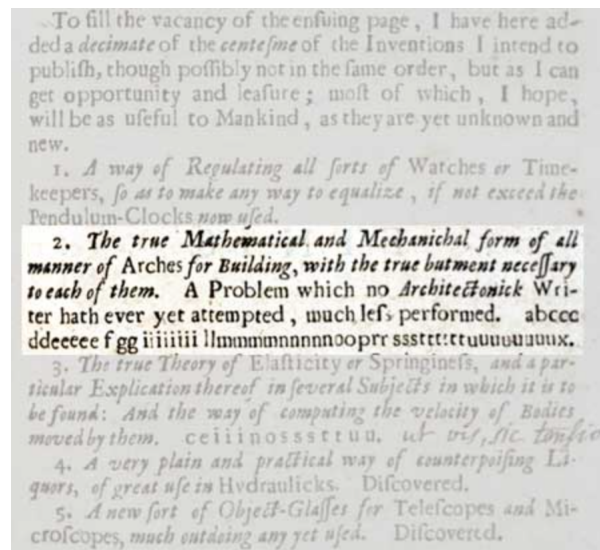 To fill the vacancy of the enſuing page, I have here ad-
ded a decimate of the centeſme of the Inventions I intend to
publiſh, though poſſibly not in the ſame order, but as I can
get opportunity and leaſure; moſt of which, I hope,
will be as uſeful to Mankind, as they are yet unknown and
new.
1. A way of Regulating all ſorts of Watches or Time-
keepers, ſo as to make any way to equalize, if not exceed the
Pendulum-Clocks now uſed.
2. The true Mathematical and Mechanichal form of all
manner of Arches for Building, with the true butment neceſſary
to each of them. A Problem which no Architectonick Wri-
ter hath ever yet attempted, much leſs performed. abccc
ddeeeee f gg iiiiiiii llmmmmnnnnnooprr sssttttttuuuuuuuux.
3. The true Theory of Elaſticity or Springineſs, and a par-
ticular Explication thereof in ſeveral Subjects in which it is to
be found: And the way of computing the velocity of Bodies
moved by them. ceiiinosssttuu. ut
4. A very plain and practical way of counterpoiſing Li-
quors, of great uſe in Hydraulicks. Diſcovered.
5. A new ſort of Object-Glaſſes for Teleſcopes and Mi-
croſcopes, much outdoing any yet uſed. Diſcovered.